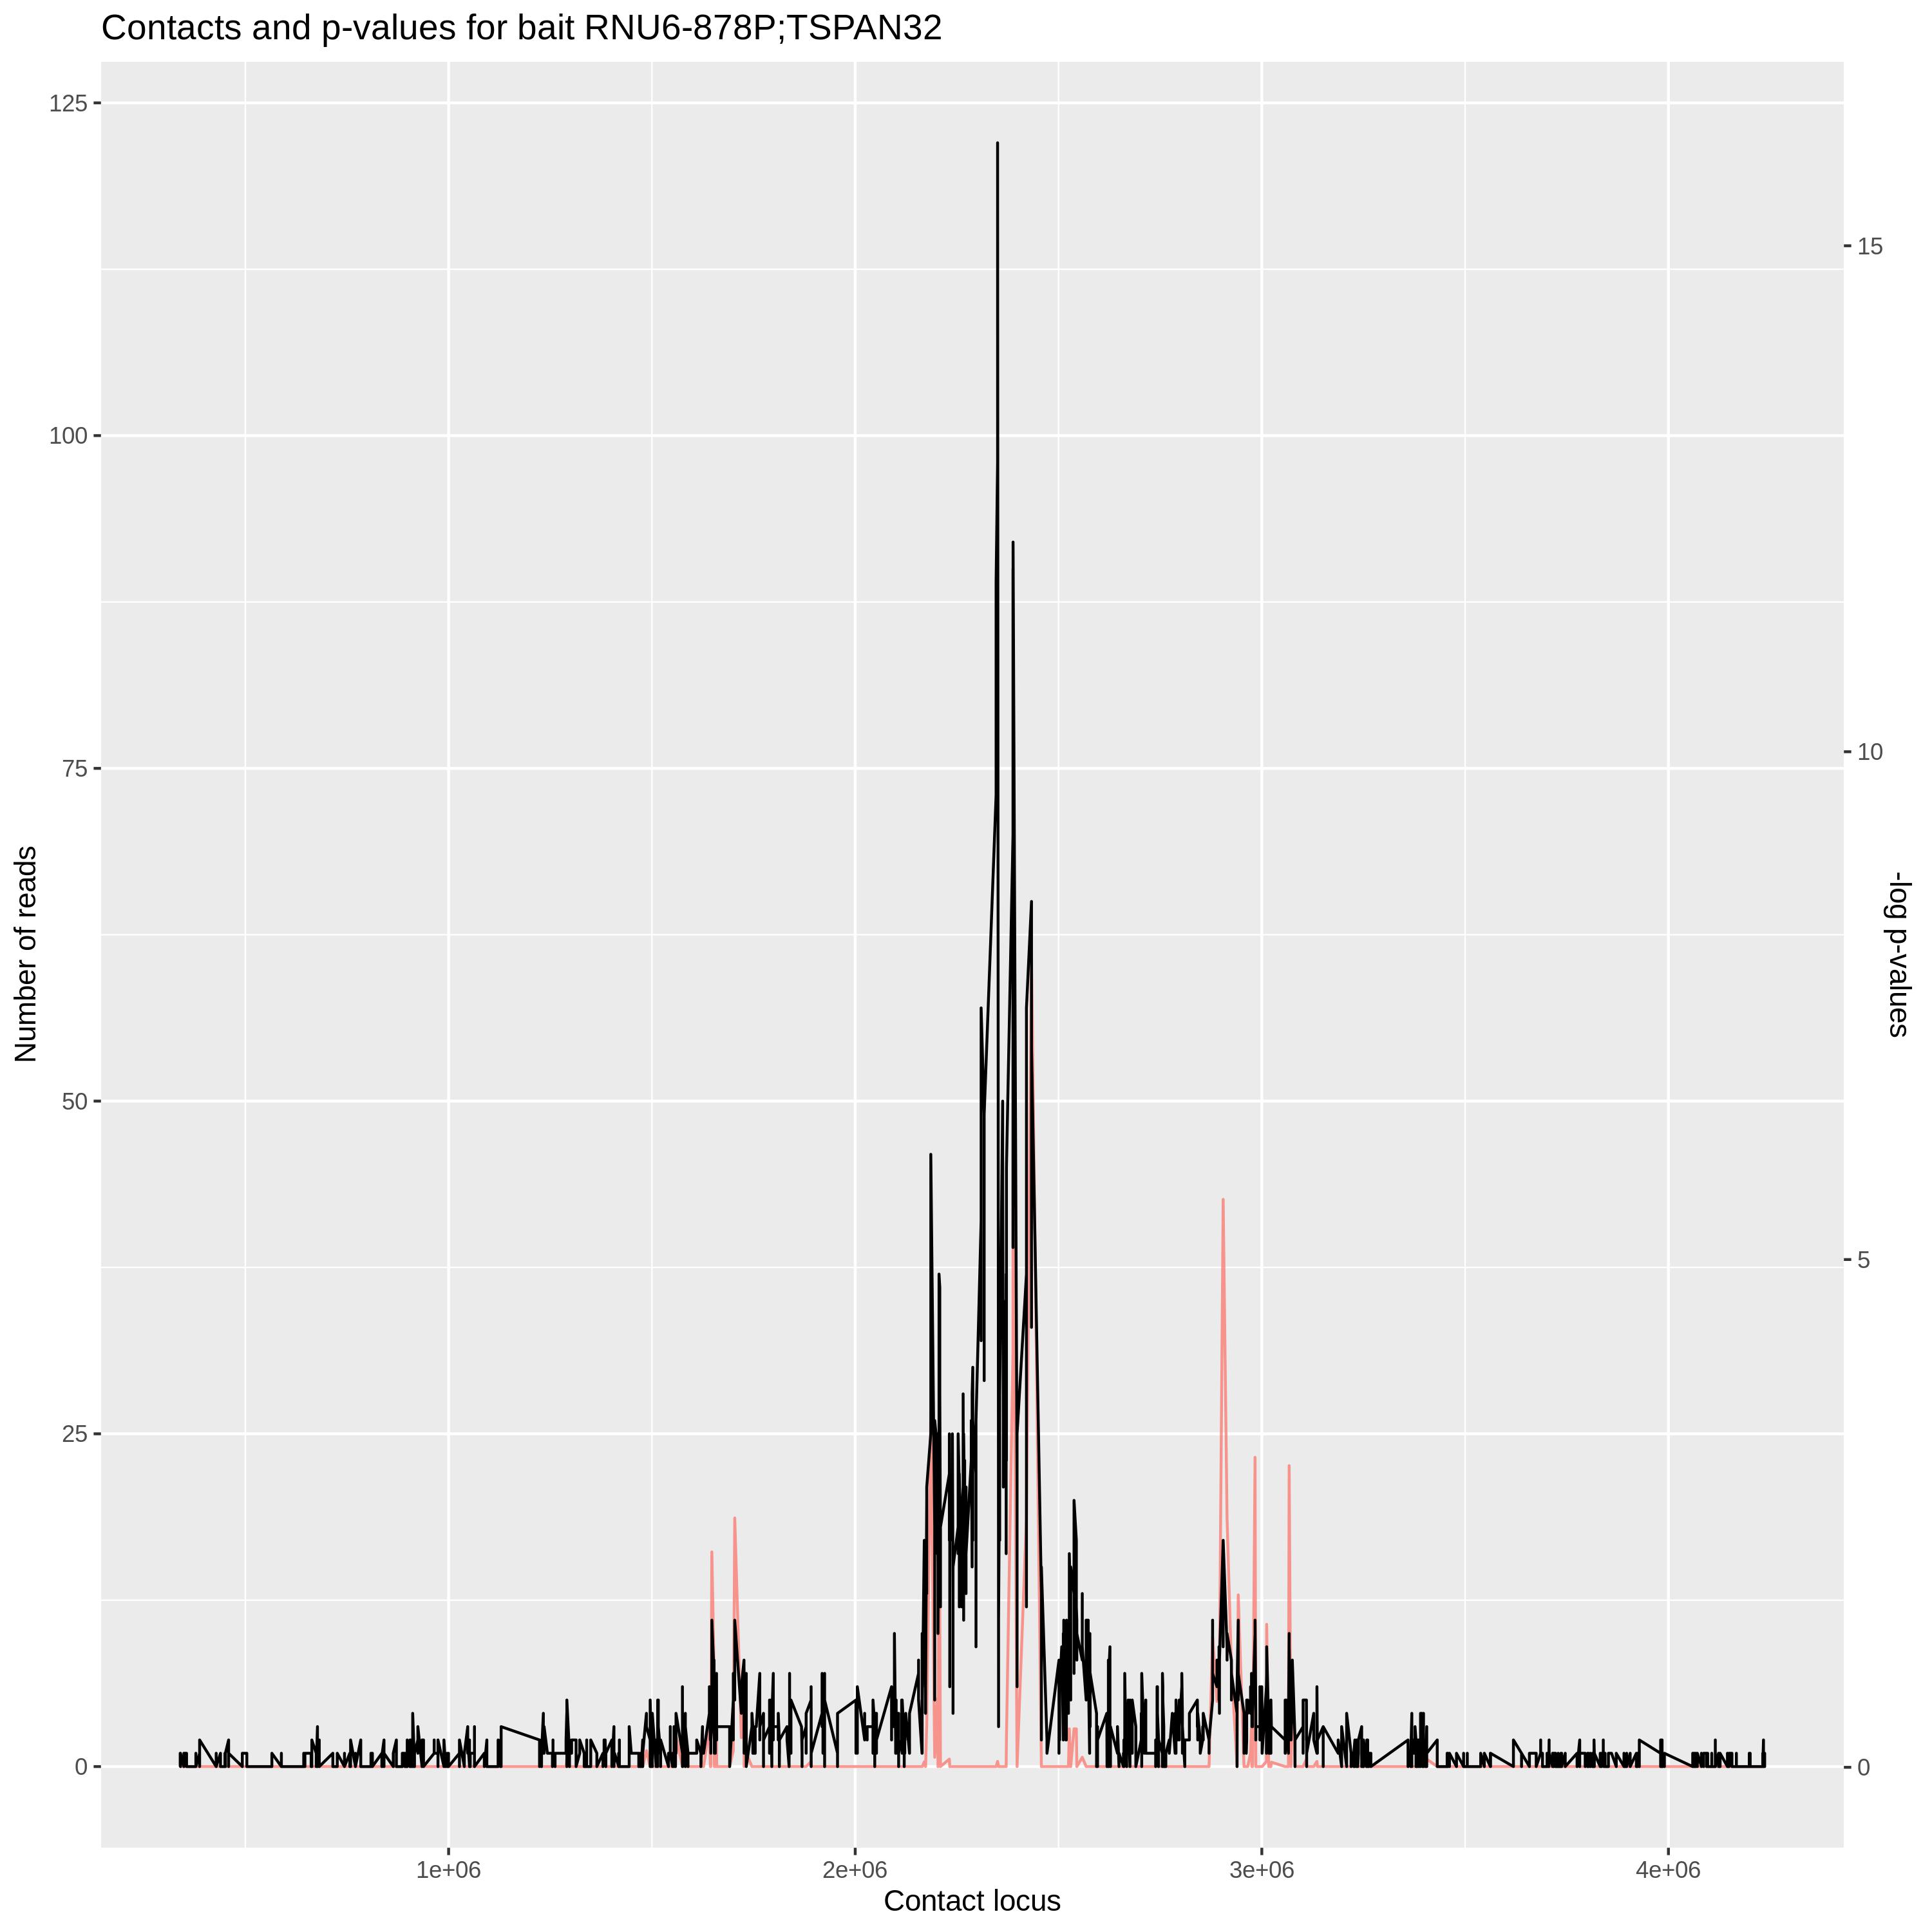 Contacts and p-values for bait RNU6-878P;TSPAN32
125
100
75
50
25
0
Number of reads
15
10
5
0
-log p-values
1e+06
2e+06
3e+06
4e+06
Contact locus